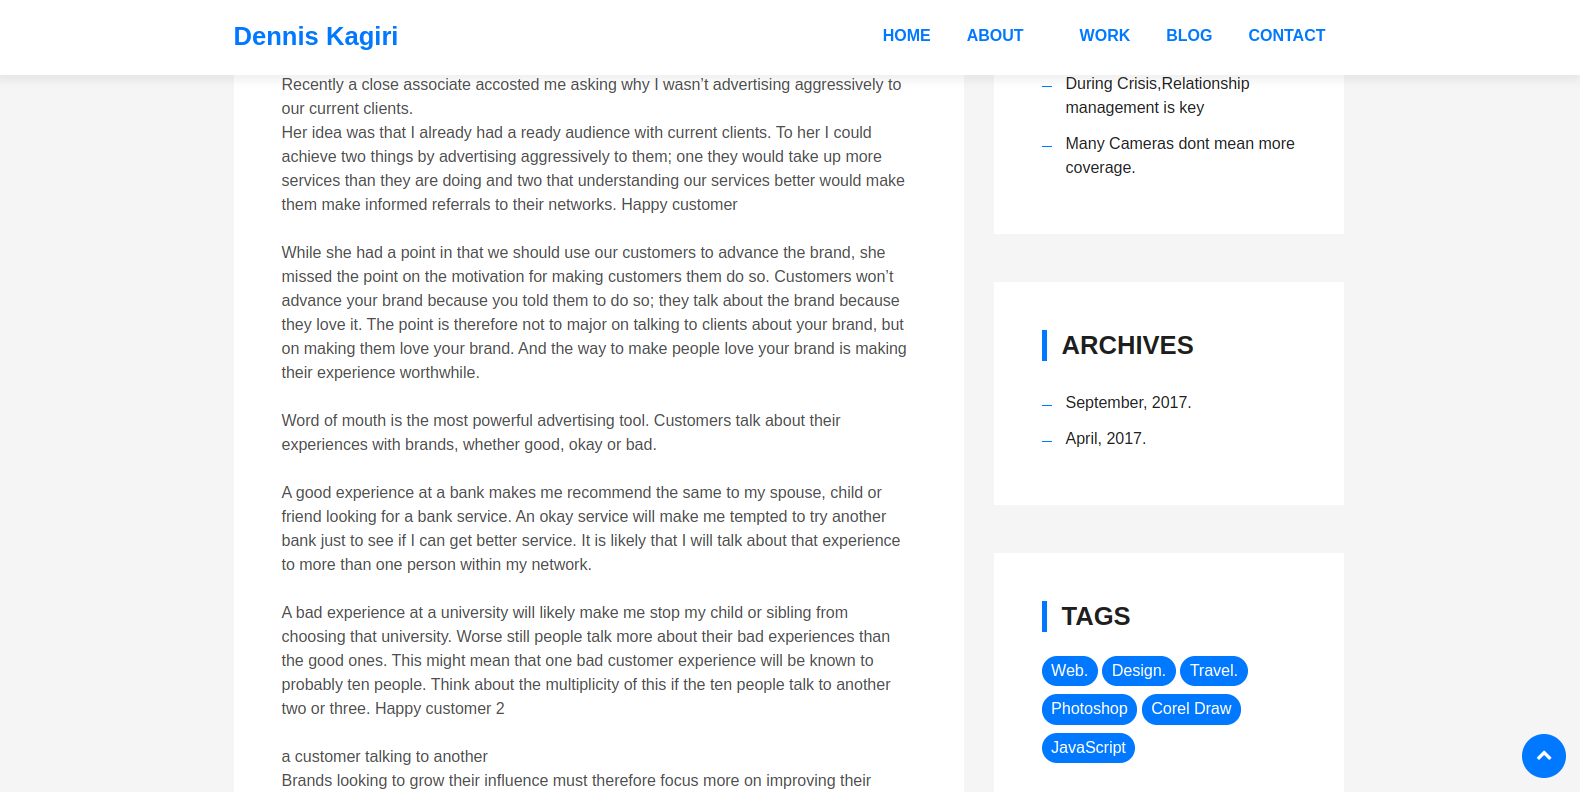 Dennis Kagiri
HOME ABOUT WORK BLOG CONTACT
Recently a close associate accosted me asking why I wasn’t advertising aggressively to
our current clients.
Her idea was that I already had a ready audience with current clients. To her I could
achieve two things by advertising aggressively to them; one they would take up more
services than they are doing and two that understanding our services better would make
them make informed referrals to their networks. Happy customer
While she had a point in that we should use our customers to advance the brand, she
missed the point on the motivation for making customers them do so. Customers won’t
advance your brand because you told them to do so; they talk about the brand because
they love it. The point is therefore not to major on talking to clients about your brand, but
on making them love your brand. And the way to make people love your brand is making
their experience worthwhile.
Word of mouth is the most powerful advertising tool. Customers talk about their
experiences with brands, whether good, okay or bad.
A good experience at a bank makes me recommend the same to my spouse, child or
friend looking for a bank service. An okay service will make me tempted to try another
bank just to see if I can get better service. It is likely that I will talk about that experience
to more than one person within my network.
A bad experience at a university will likely make me stop my child or sibling from
choosing that university. Worse still people talk more about their bad experiences than
the good ones. This might mean that one bad customer experience will be known to
probably ten people. Think about the multiplicity of this if the ten people talk to another
two or three. Happy customer 2
a customer talking to another
Brands looking to grow their influence must therefore focus more on improving their
During Crisis,Relationship
management is key
Many Cameras dont mean more
coverage.
ARCHIVES
September, 2017.
April, 2017.
TAGS
Web. Design. Travel.
Photoshop Corel Draw
JavaScript